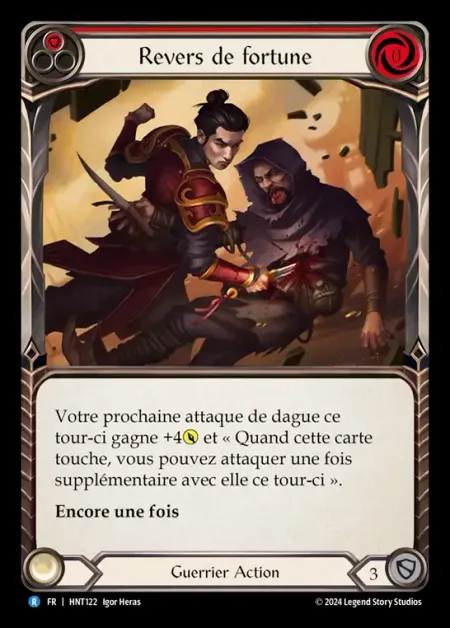 Revers de fortune
0
Votre prochaine attaque de dague ce
tour-ci gagne +4 et « Quand cette carte
touche, vous pouvez attaquer une fois
supplémentaire avec elle ce tour-ci ».
Encore une fois
Guerrier Action
3
R FR | HNT122 Igor Heras
© 2024 Legend Story Studios